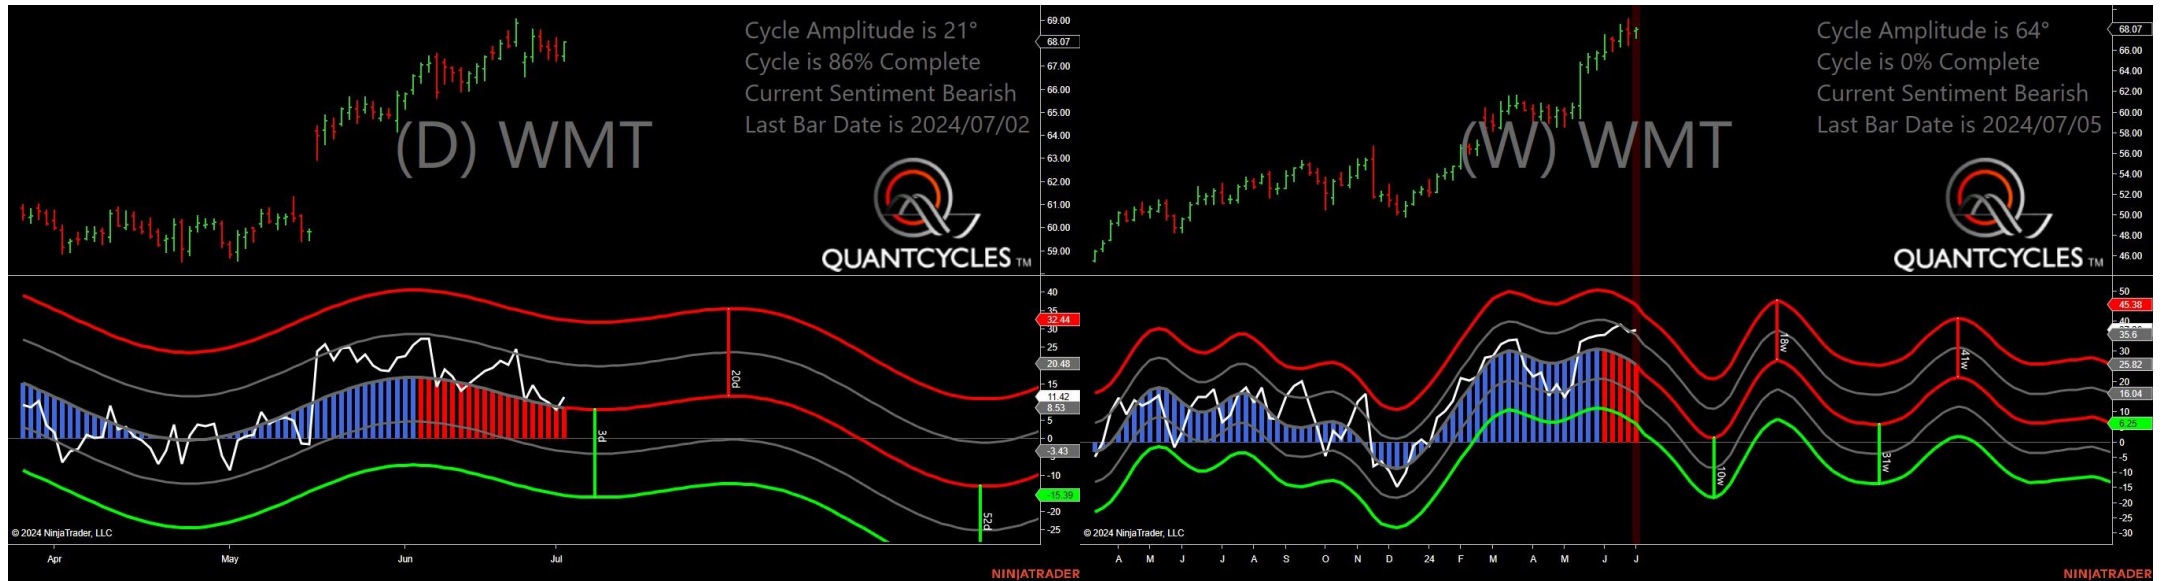 Cycle Amplitude is 21°
Cycle is 86% Complete
Current Sentiment Bearish
Last Bar Date is 2024/07/02
(D) WMT
QUANTCYCLES TM
69.00
68.07
67.00
66.00
65.00
64.00
63.00
62.00
61.00
60.00
59.00
40
35
32.44
30
25
20.48
15
11.42
8.53
5
0
-3.43
-10
-15.39
-20
-25
3d
20d
52d
© 2024 NinjaTrader, LLC
Apr May Jun Jul
NINJATRADER
Cycle Amplitude is 64°
Cycle is 0% Complete
Current Sentiment Bearish
Last Bar Date is 2024/07/05
(W) WMT
QUANTCYCLES TM
68.07
66.00
64.00
62.00
60.00
58.00
56.00
54.00
52.00
50.00
48.00
46.00
50
45.38
40
35.6
30
25.82
20
16.04
10
6.25
0
-5
-10
-15
-20
-25
-30
10w
18w
31w
41w
© 2024 NinjaTrader, LLC
A M J J A S O N D 24 F M A M J J
NINJATRADER